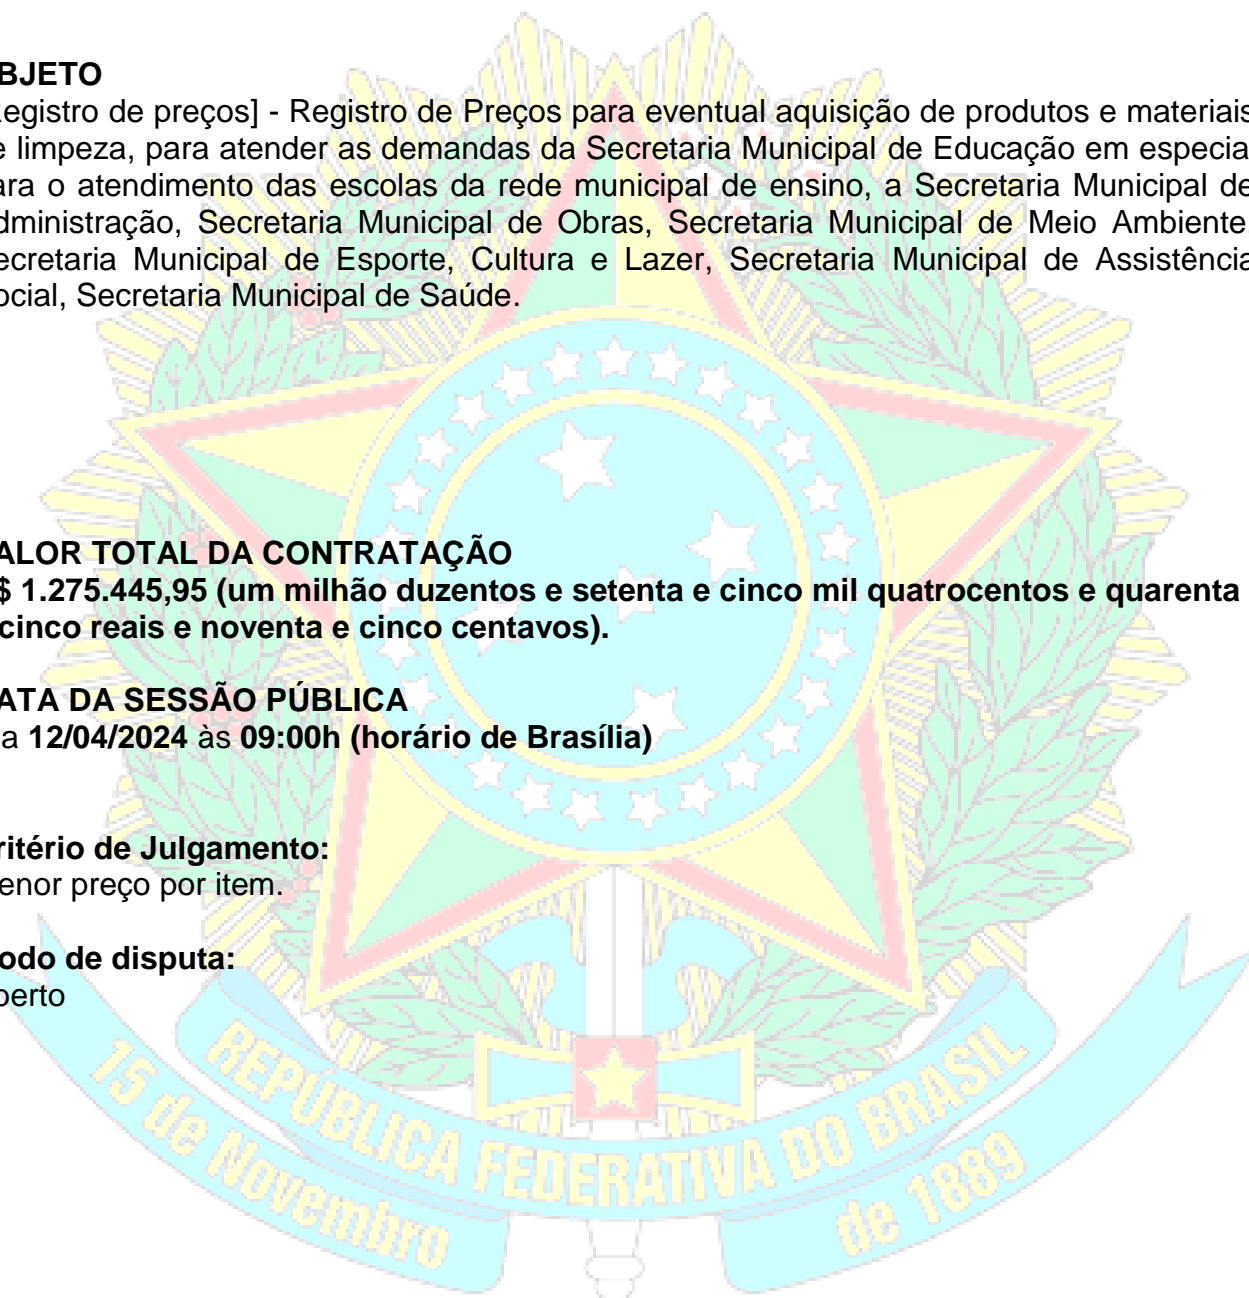 BJETO
egistro de preços] - Registro de Preços para eventual aquisição de produtos e materiais
e limpeza, para atender as demandas da Secretaria Municipal de Educação em especia
ara o atendimento das escolas da rede municipal de ensino, a Secretaria Municipal de
dministração, Secretaria Municipal de Obras, Secretaria Municipal de Meio Ambiente,
ecretaria Municipal de Esporte, Cultura e Lazer, Secretaria Municipal de Assistência
ocial, Secretaria Municipal de Saúde.
ALOR TOTAL DA CONTRATAÇÃO
$ 1.275.445,95 (um milhão duzentos e setenta e cinco mil quatrocentos e quarenta
cinco reais e noventa e cinco centavos).
ATA DA SESSÃO PÚBLICA
a 12/04/2024 às 09:00h (horário de Brasília)
ritério de Julgamento:
enor preço por item.
odo de disputa:
berto
REPÚBLICA FEDERATIVA DO BRASIL
15 de Novembro
de 1889